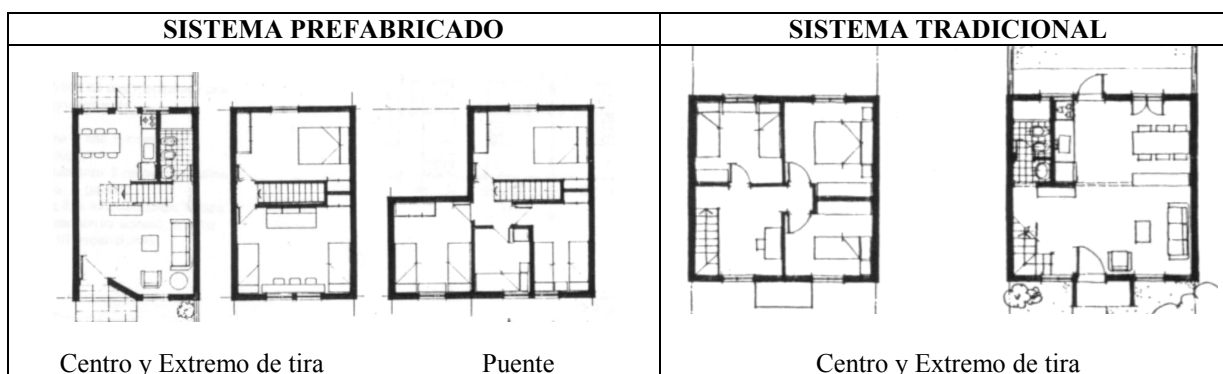 SISTEMA PREFABRICADO
SISTEMA TRADICIONAL
Centro y Extremo de tira
Puente
Centro y Extremo de tira